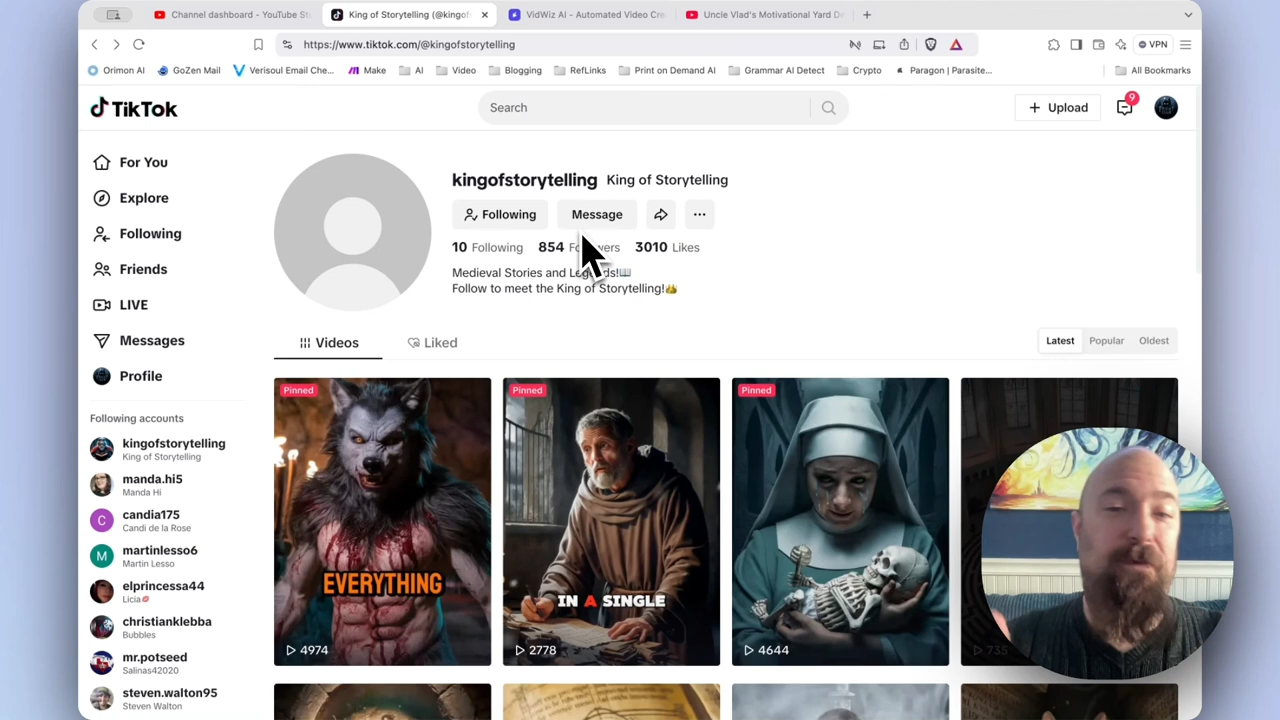 Channel dashboard - YouTube St
King of Storytelling (@kingof
VidWiz AI - Automated Video Cre
Uncle Vlad's Motivational Yard D
https://www.tiktok.com/@kingofstorytelling
VPN
Orimon AI
GoZen Mail
Verisoul Email Che...
Make
AI
Video
Blogging
RefLinks
Print on Demand AI
Grammar AI Detect
Crypto
Paragon | Parasite...
All Bookmarks
TikTok
Search
Upload
9
For You
Explore
Following
Friends
LIVE
Messages
Profile
Following accounts
kingofstorytelling
King of Storytelling
manda.hi5
Manda Hi
C
candia175
Candi de la Rose
M
martinlesso6
Martin Lesso
elprincessa44
Licia
christianklebba
Bubbles
mr.potseed
Salinas42020
steven.walton95
Steven Walton
kingofstorytelling King of Storytelling
Following
Message
10 Following 854 Followers 3010 Likes
Medieval Stories and Legends!📖
Follow to meet the King of Storytelling!👑
Videos
Liked
Latest
Popular
Oldest
Pinned
EVERYTHING
4974
Pinned
IN A SINGLE
2778
Pinned
4644
735